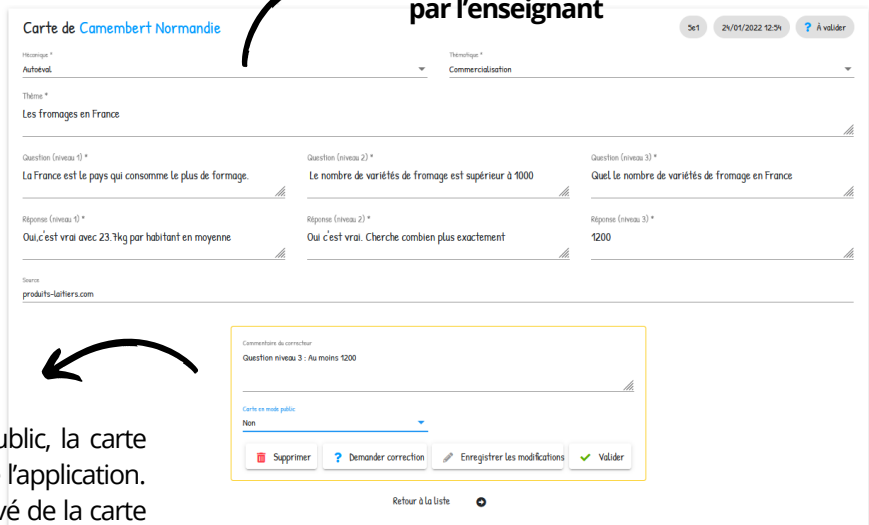 par l'enseignant
Carte de Camembert Normandie
5e1 24/01/2022 12:54 ? À valider
Mécanique * Thématique *
Autoéval. Commercialisation
Thème *
Les fromages en France
Question (niveau 1) * Question (niveau 2) * Question (niveau 3) *
La France est le pays qui consomme le plus de formage. Le nombre de variétés de fromage est supérieur à 1000 Quel le nombre de variétés de fromage en France
Réponse (niveau 1) * Réponse (niveau 2) * Réponse (niveau 3) *
Oui,c'est vrai avec 23.7kg par habitant en moyenne Oui c'est vrai. Cherche combien plus exactement 1200
Source
produits-laitiers.com
Commentaire du correcteur
Question niveau 3 : Au moins 1200
Carte en mode public
Non
Supprimer ? Demander correction Enregistrer les modifications Valider
Retour à la liste
ublic, la carte
l'application.
vé de la carte